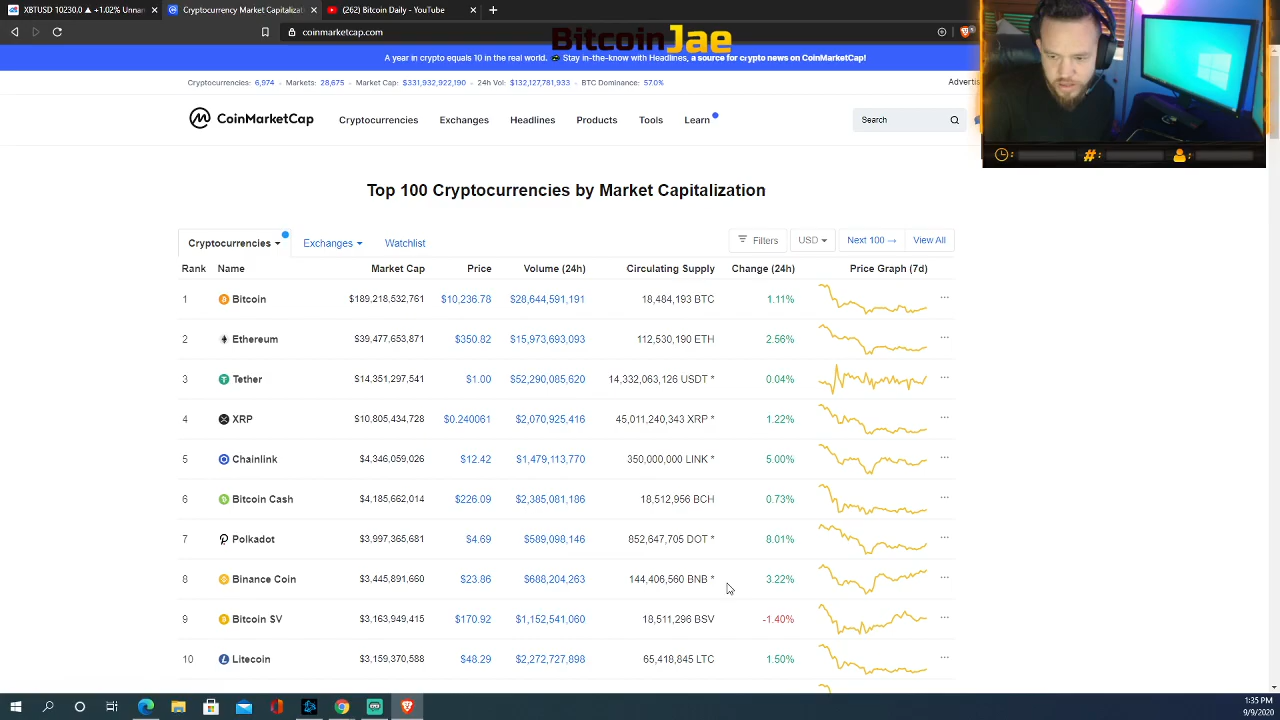 XBTUSD 10230.0 ▲ +1.02% Unnar
Cryptocurrency Market Capitaliza
(262) Bitcoin Daily - YouTube
coinmarketcap.com
BitcoinJae
A year in crypto equals 10 in the real world. Stay in-the-know with Headlines, a source for crypto news on CoinMarketCap!
Cryptocurrencies: 6,974 Markets: 28,675 Market Cap: $331,932,922,190 24h Vol: $132,127,781,933 BTC Dominance: 57.0%
Adverti
CoinMarketCap Cryptocurrencies Exchanges Headlines Products Tools Learn Search
Top 100 Cryptocurrencies by Market Capitalization
Cryptocurrencies Exchanges Watchlist Filters USD Next 100 → View All
Rank Name Market Cap Price Volume (24h) Circulating Supply Change (24h) Price Graph (7d)
1 Bitcoin $189,218,532,761 $10,236.78 $28,644,591,191 18,484,193 BTC 1.11%
2 Ethereum $39,477,653,871 $350.82 $15,973,693,093 112,530,190 ETH 2.56%
3 Tether $14,351,297,541 $1.00 $52,290,085,620 14,332,063,126 USDT * 0.04%
4 XRP $10,805,434,728 $0.240061 $2,070,925,416 45,011,240,343 XRP * 1.22%
5 Chainlink $4,346,059,026 $12.42 $1,479,113,770 350,000,000 LINK * 5.00%
6 Bitcoin Cash $4,185,662,014 $226.09 $2,385,081,186 18,512,956 BCH 0.73%
7 Polkadot $3,997,365,681 $4.69 $589,098,146 852,647,705 DOT * 8.01%
8 Binance Coin $3,445,891,660 $23.86 $688,204,263 144,406,560 BNB * 3.22%
9 Bitcoin SV $3,163,949,415 $170.92 $1,152,541,060 18,511,296 BSV -1.40%
10 Litecoin $3,159,370,588 $48.29 $2,272,727,898 65,418,845 LTC 1.50%
1:35 PM
9/9/2020